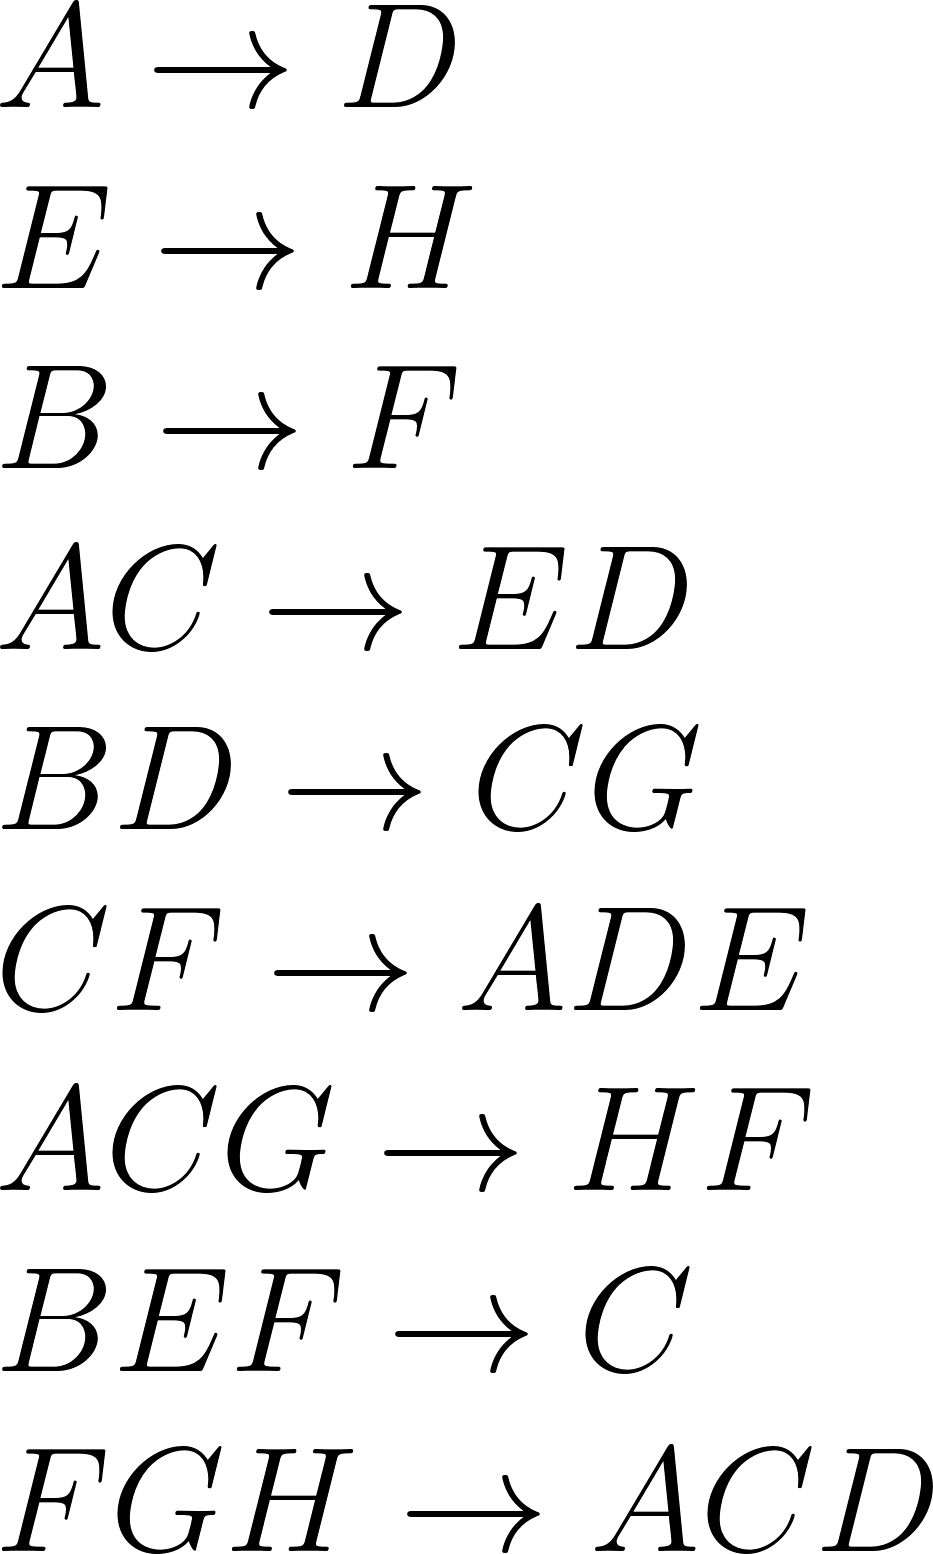 A → D
E → H
B → F
AC → ED
BD → CG
CF → ADE
ACG → HF
BEF → C
FGH → ACD